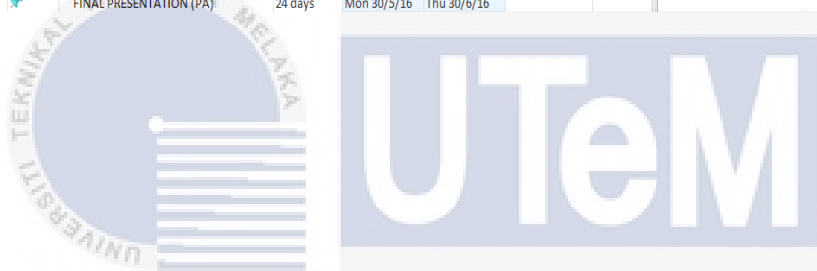 FINAL PRESENTATION (PA) 24 days Mon 30/5/16 Thu 30/6/16
UNIVERSITI TEKNIKAL MELAKA
UTeM